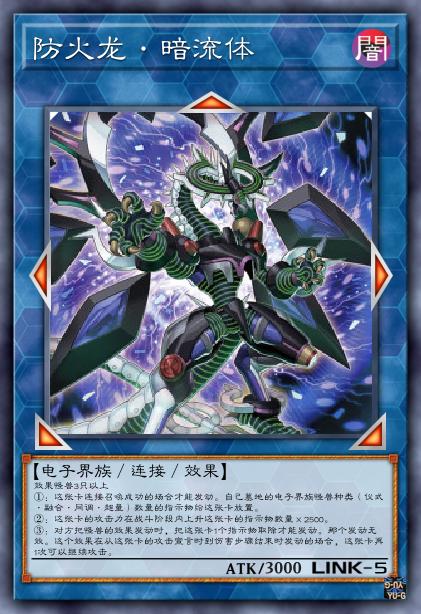 防火龙·暗流体
闇
【电子界族/连接/效果】
效果怪兽3只以上
①：这张卡连接召唤成功的场合才能发动。自己墓地的电子界族怪兽种类（仪式
·融合·同调·超量）数量的指示物给这张卡放置。
②：这张卡的攻击力在战斗阶段内上升这张卡的指示物数量×2500。
③：对方把怪兽的效果发动时，把这张卡1个指示物取除才能发动。那个发动无
效。这个效果在从这张卡的攻击宣言时到伤害步骤结束时发动的场合，这张卡再
1次可以继续攻击。
ATK/3000 LINK-5